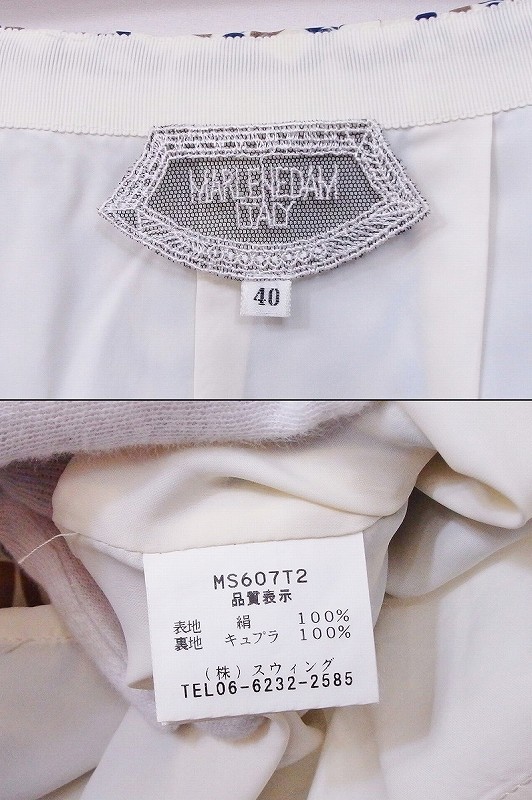 MARLENEDAM
ITALY
40
MS607T2
品質表示
表地 絹 100%
裏地 キュプラ 100%
(株)スウィング
TEL06-6232-2585